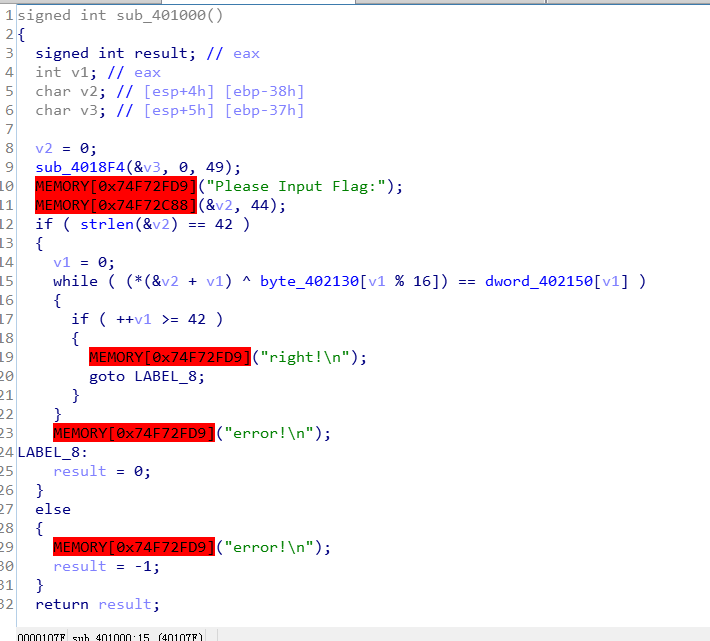 1 signed int sub_401000()
2 {
3   signed int result; // eax
4   int v1; // eax
5   char v2; // [esp+4h] [ebp-38h]
6   char v3; // [esp+5h] [ebp-37h]
7
8   v2 = 0;
9   sub_4018F4(&v3, 0, 49);
10   MEMORY[0x74F72FD9]("Please Input Flag:");
11   MEMORY[0x74F72C88](&v2, 44);
12   if ( strlen(&v2) == 42 )
13   {
14     v1 = 0;
15     while ( (*(&v2 + v1) ^ byte_402130[v1 % 16]) == dword_402150[v1] )
16     {
17       if ( ++v1 >= 42 )
18       {
19         MEMORY[0x74F72FD9]("right!\n");
20         goto LABEL_8;
21       }
22     }
23     MEMORY[0x74F72FD9]("error!\n");
24 LABEL_8:
25     result = 0;
26   }
27   else
28   {
29     MEMORY[0x74F72FD9]("error!\n");
30     result = -1;
31   }
32   return result;
0000107F sub_401000:15 (40107F)